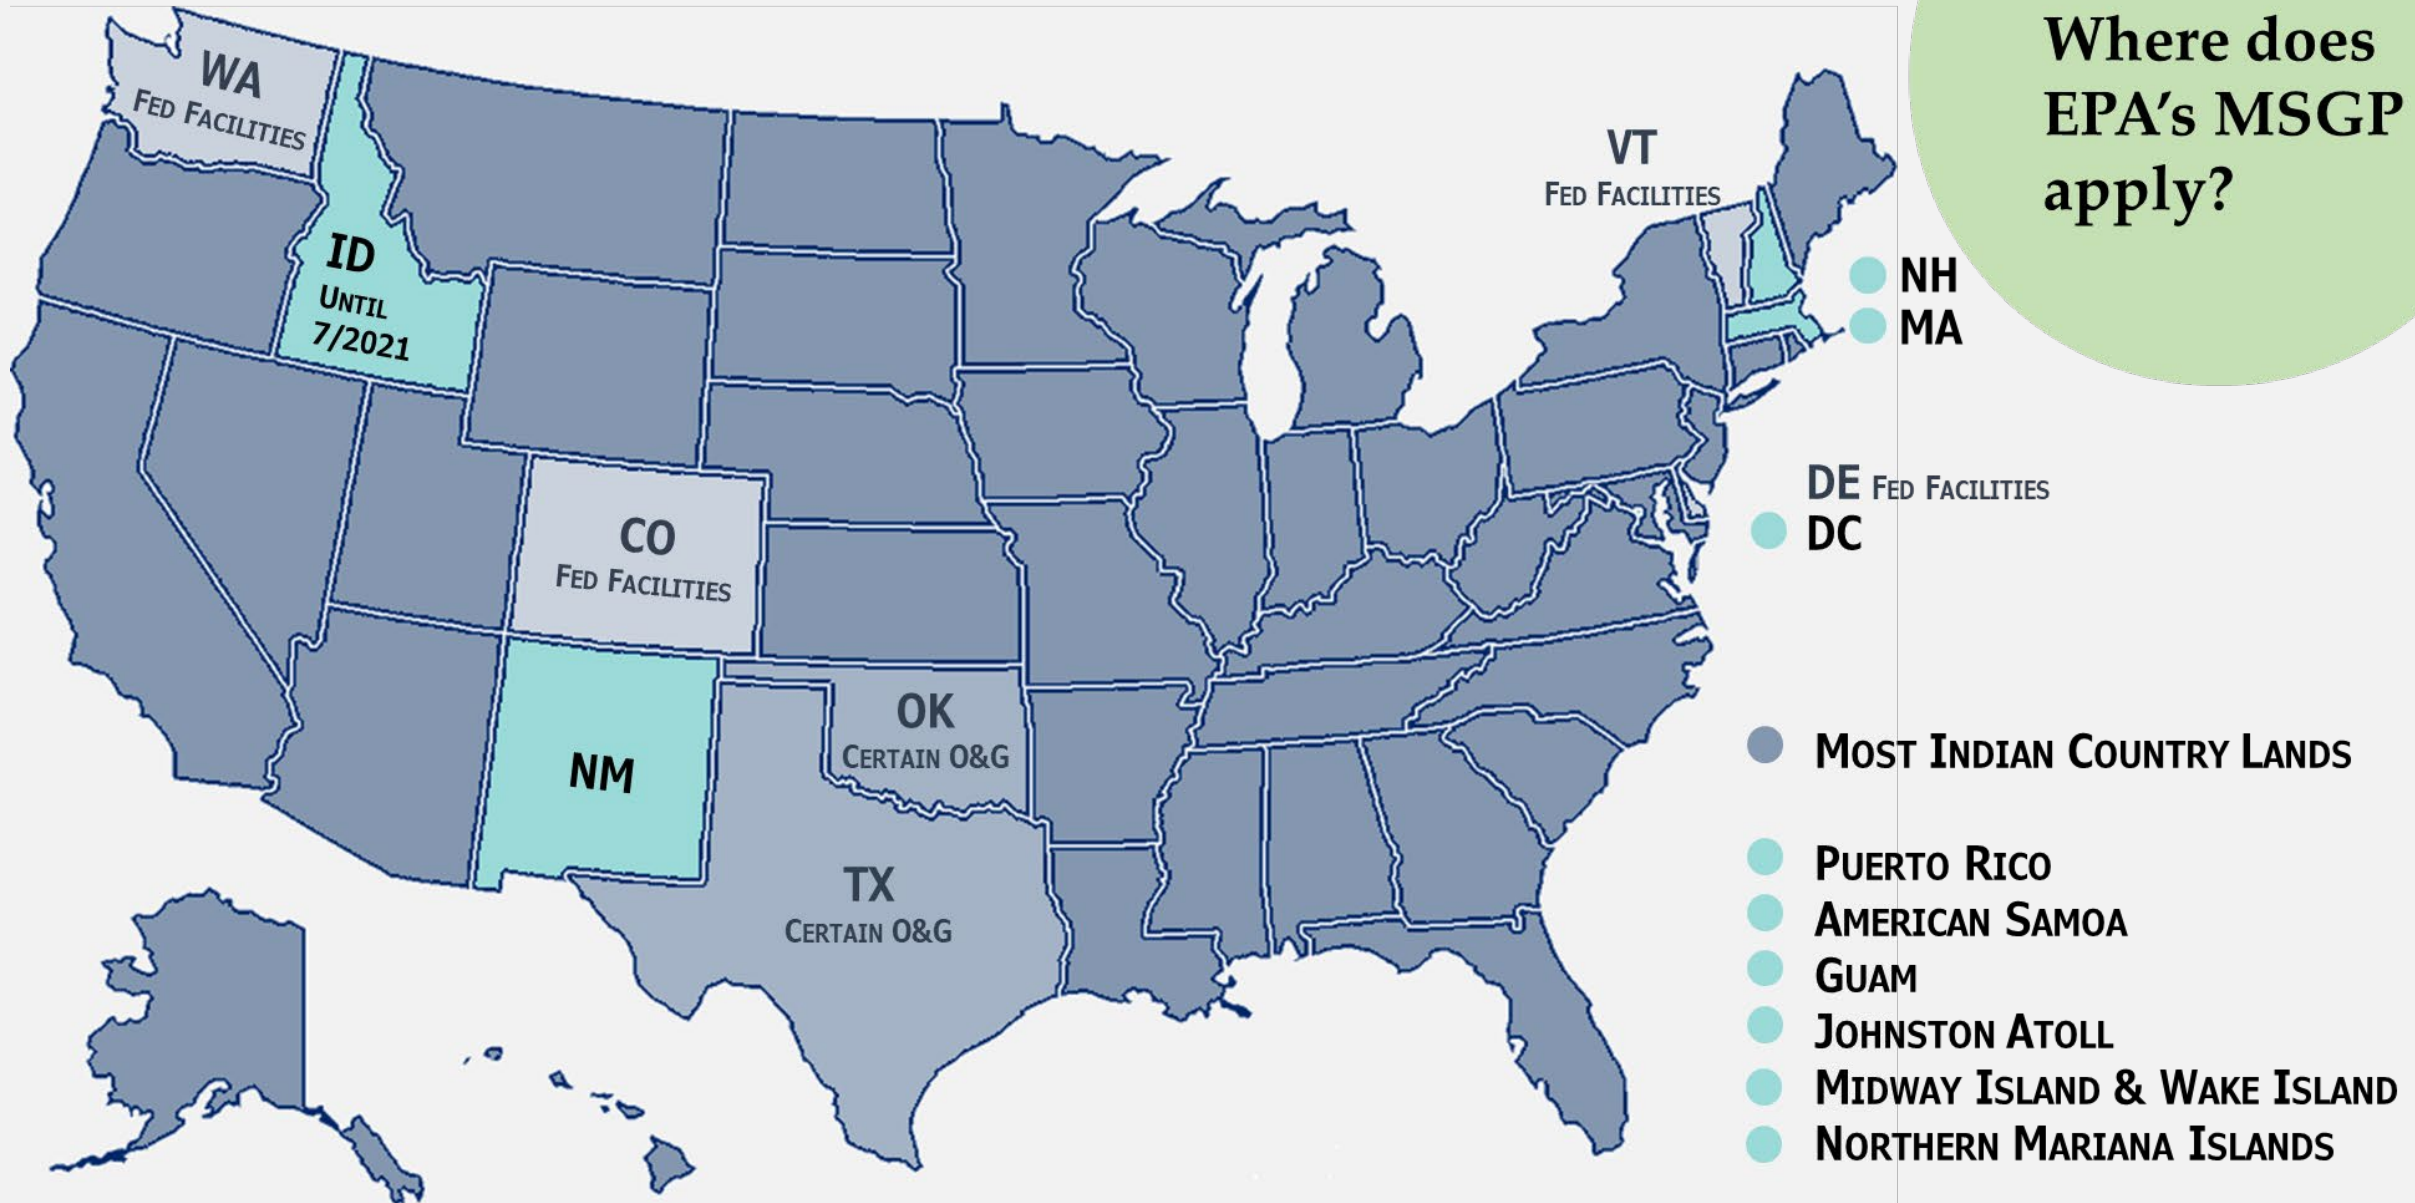 Where does
EPA's MSGP
apply?
WA
FED FACILITIES
ID
UNTIL
7/2021
VT
FED FACILITIES
NH
MA
CO
FED FACILITIES
DE FED FACILITIES
DC
NM
OK
CERTAIN O&G
TX
CERTAIN O&G
MOST INDIAN COUNTRY LANDS
PUERTO RICO
AMERICAN SAMOA
GUAM
JOHNSTON ATOLL
MIDWAY ISLAND & WAKE ISLAND
NORTHERN MARIANA ISLANDS